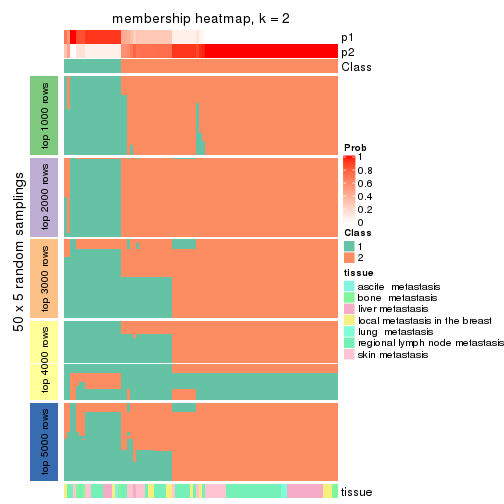 membership heatmap, k = 2
p1
p2
Class
50 x 5 random samplings
top 1000 rows
top 2000 rows
top 3000 rows
top 4000 rows
top 5000 rows
Prob
1
0.8
0.6
0.4
0.2
0
Class
1
2
tissue
ascite metastasis
bone metastasis
liver metastasis
local metastasis in the breast
lung metastasis
regional lymph node metastasis
skin metastasis
tissue